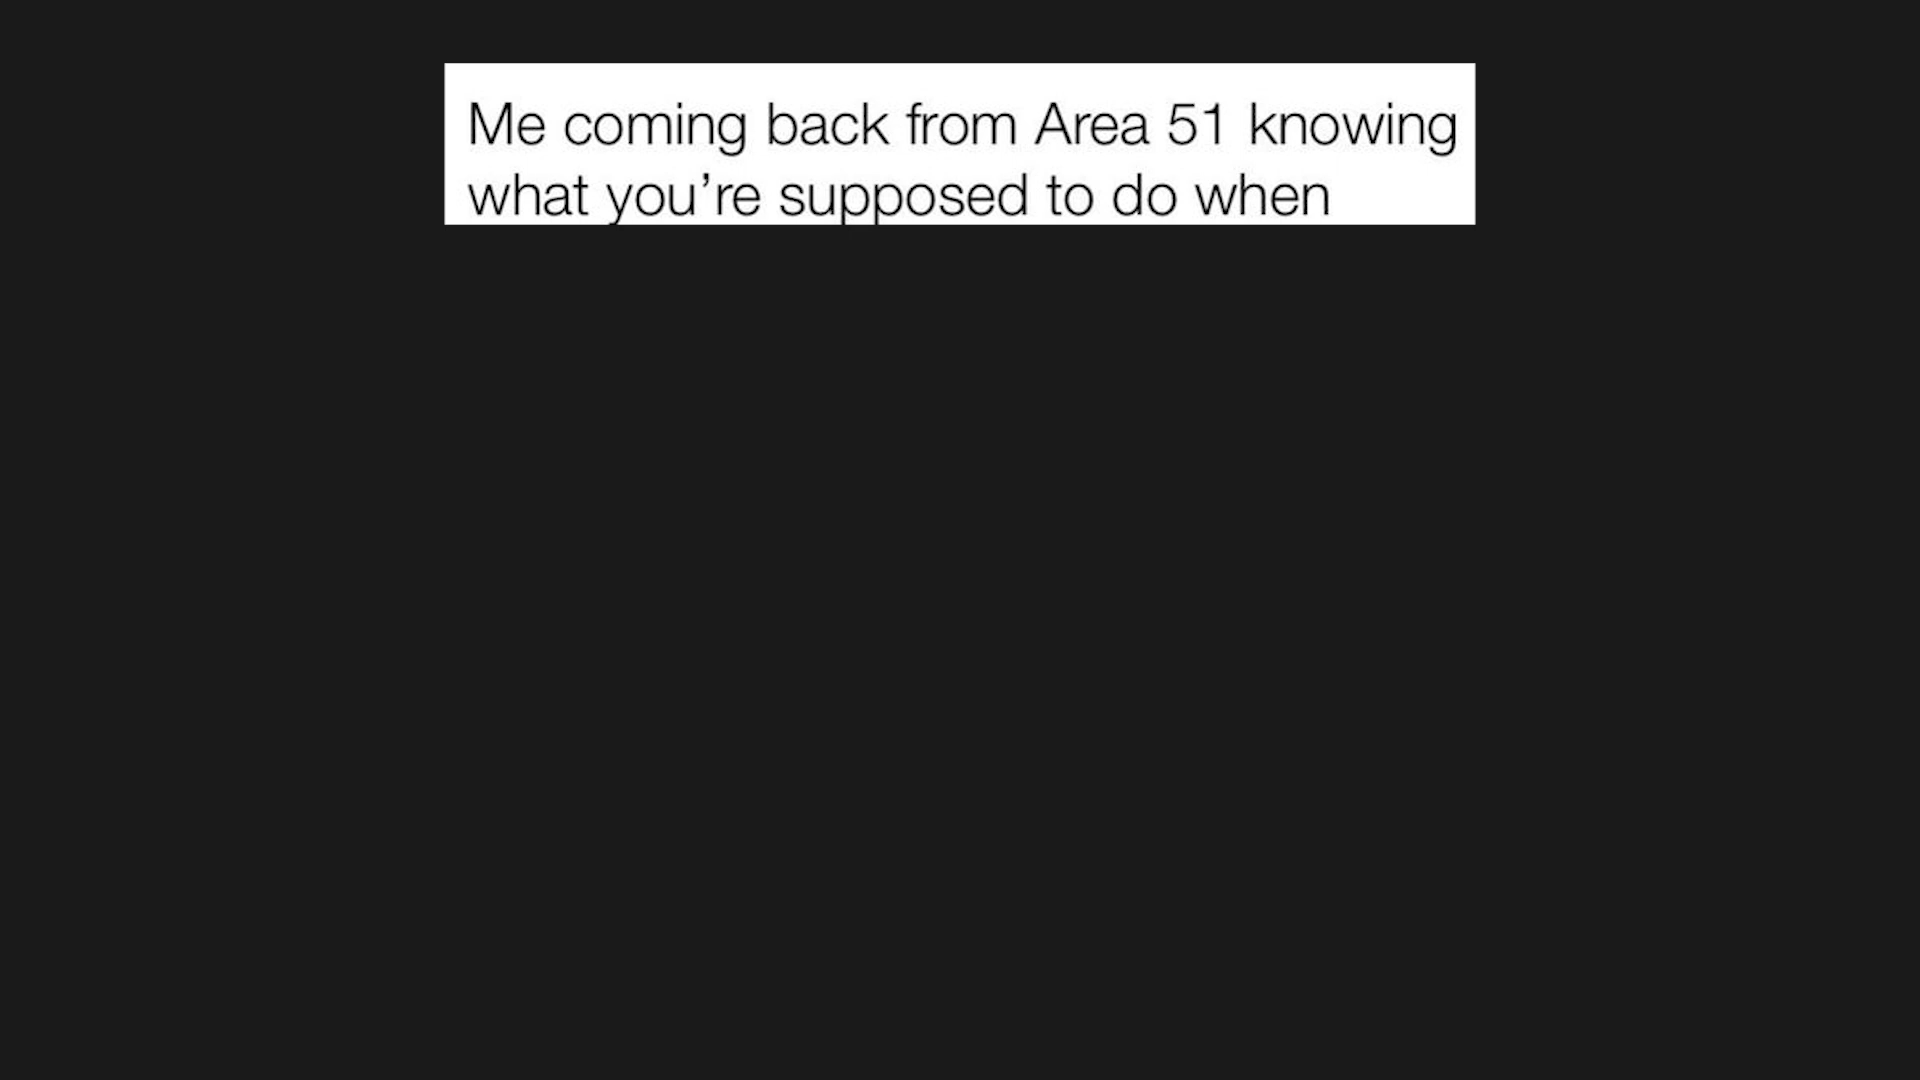 Me coming back from Area 51 knowing
what you’re supposed to do when